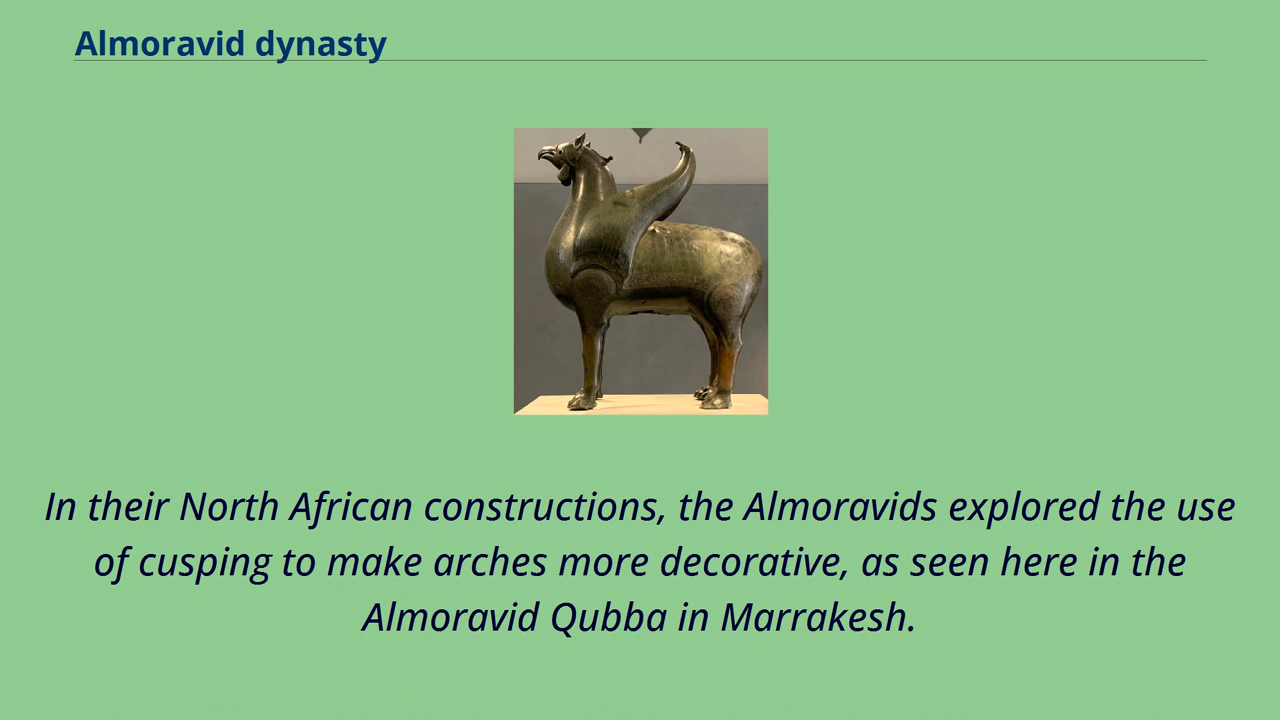 Almoravid dynasty
In their North African constructions, the Almoravids explored the use
of cusping to make arches more decorative, as seen here in the
Almoravid Qubba in Marrakesh.